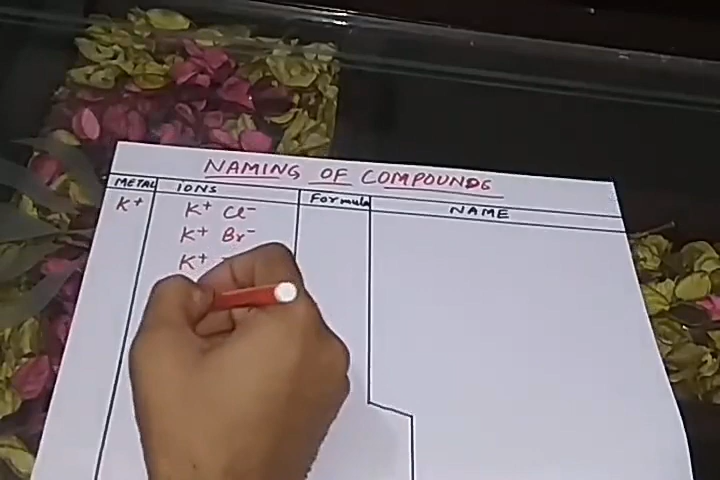 NAMING OF COMPOUNDS
METAL IONS Formula NAME
K⁺ K⁺ Cl⁻
K⁺ Br⁻
K⁺